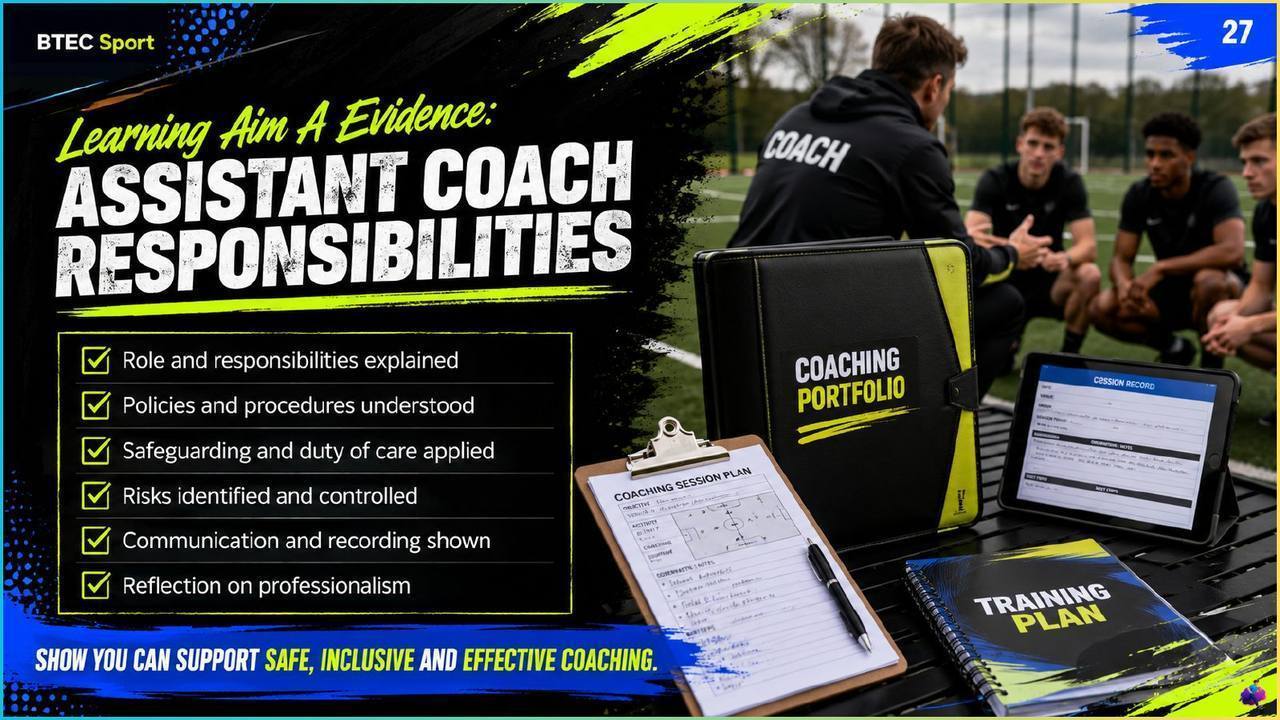 BTEC Sport
27
Learning Aim A Evidence:
ASSISTANT COACH
RESPONSIBILITIES
Role and responsibilities explained
Policies and procedures understood
Safeguarding and duty of care applied
Risks identified and controlled
Communication and recording shown
Reflection on professionalism
SHOW YOU CAN SUPPORT SAFE, INCLUSIVE AND EFFECTIVE COACHING.
COACH
COACHING
PORTFOLIO
COACHING SESSION PLAN
CESSION RECORD
TRAINING
PLAN